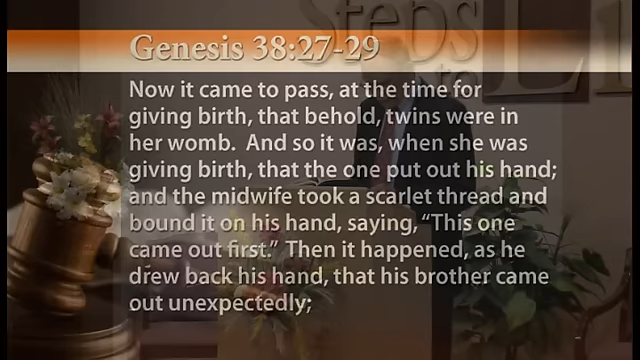 Steps
to Li
Genesis 38:27-29
Now it came to pass, at the time for
giving birth, that behold, twins were in
her womb.  And so it was, when she was
giving birth, that the one put out his hand;
and the midwife took a scarlet thread and
bound it on his hand, saying, “This one
came out first.”  Then it happened, as he
drew back his hand, that his brother came
out unexpectedly;